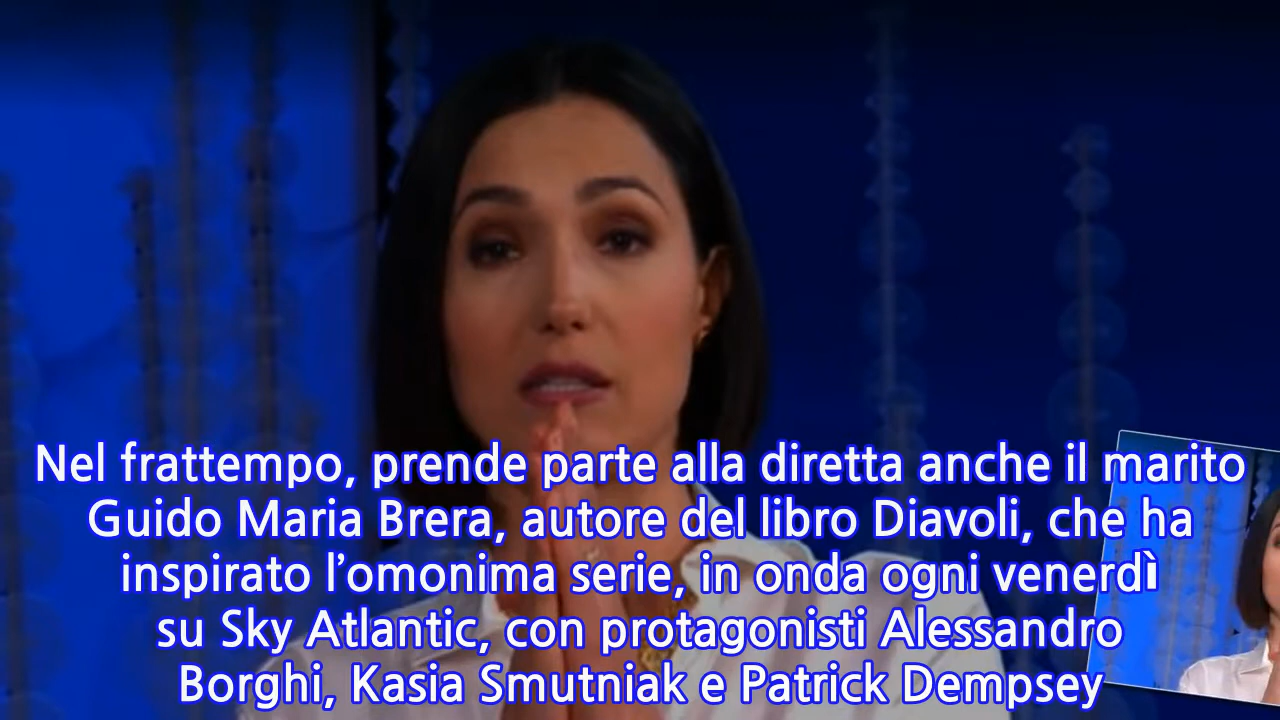 Nel frattempo, prende parte alla diretta anche il marito
Guido Maria Brera, autore del libro Diavoli, che ha
inspirato l’omonima serie, in onda ogni venerdì
su Sky Atlantic, con protagonisti Alessandro
Borghi, Kasia Smutniak e Patrick Dempsey